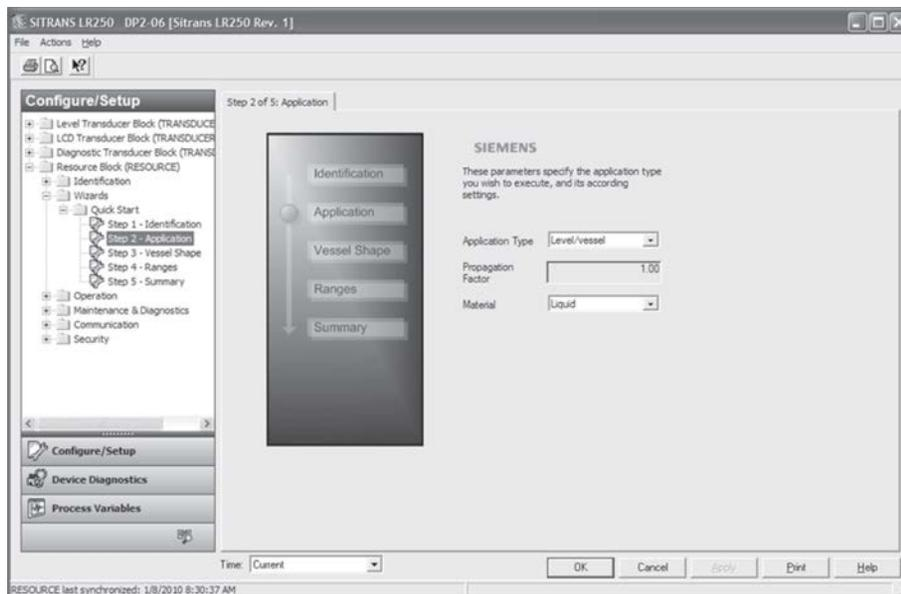 SITRANS LR250 DP2-06 [Sitrans LR250 Rev. 1]
File Actions Help
Configure/Setup
Level Transducer Block (TRANSDUCE
LCD Transducer Block (TRANSDUCER
Diagnostic Transducer Block (TRANSD
Resource Block (RESOURCE)
Identification
Wizards
Quick Start
Step 1 - Identification
Step 2 - Application
Step 3 - Vessel Shape
Step 4 - Ranges
Step 5 - Summary
Operation
Maintenance & Diagnostics
Communication
Security
Configure/Setup
Device Diagnostics
Process Variables
Step 2 of 5: Application
Identification
Application
Vessel Shape
Ranges
Summary
SIEMENS
These parameters specify the application type
you wish to execute, and its according
settings.
Application Type Level/vessel
Propagation
Factor 1.00
Material Liquid
Time: Current
OK Cancel Apply Print Help
RESOURCE last synchronized: 1/8/2010 8:30:37 AM